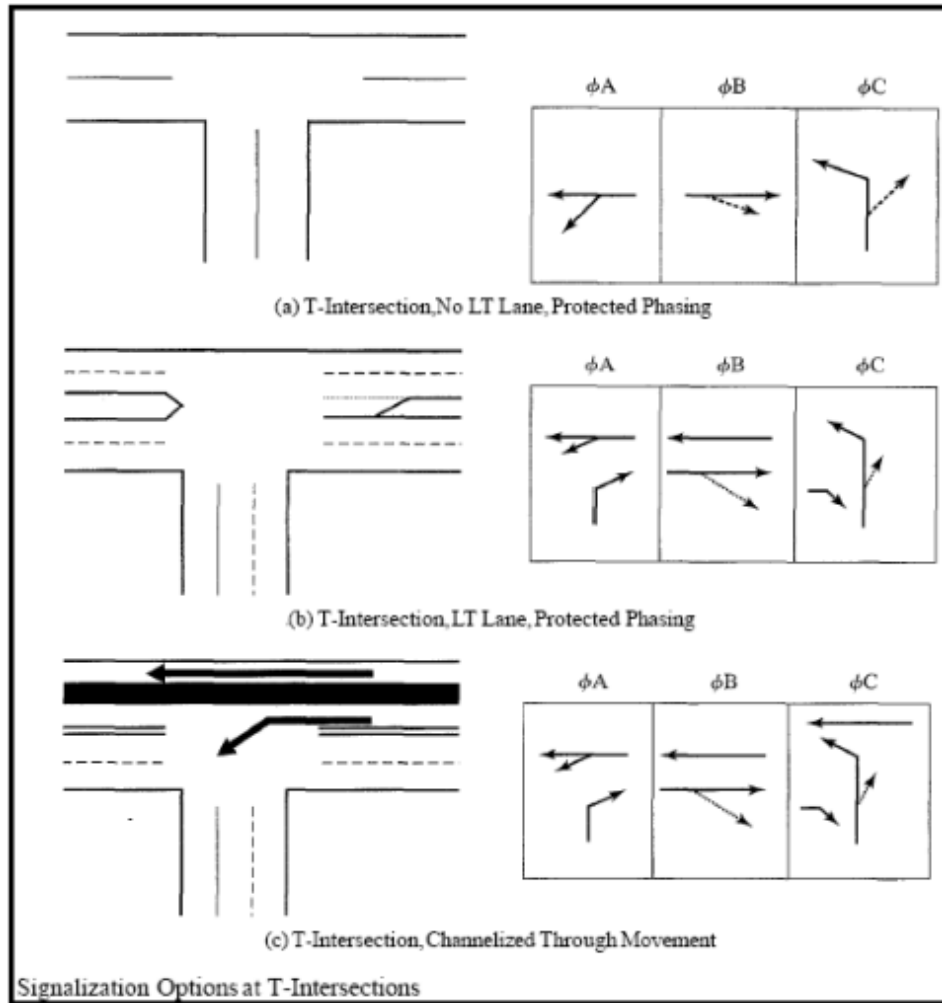 ϕA ϕB ϕC
(a) T-Intersection,No LT Lane, Protected Phasing
ϕA ϕB ϕC
.(b) T-Intersection, LT Lane, Protected Phasing
ϕA ϕB ϕC
(c) T-Intersection, Channelized Through Movement
Signalization Options at T-Intersections